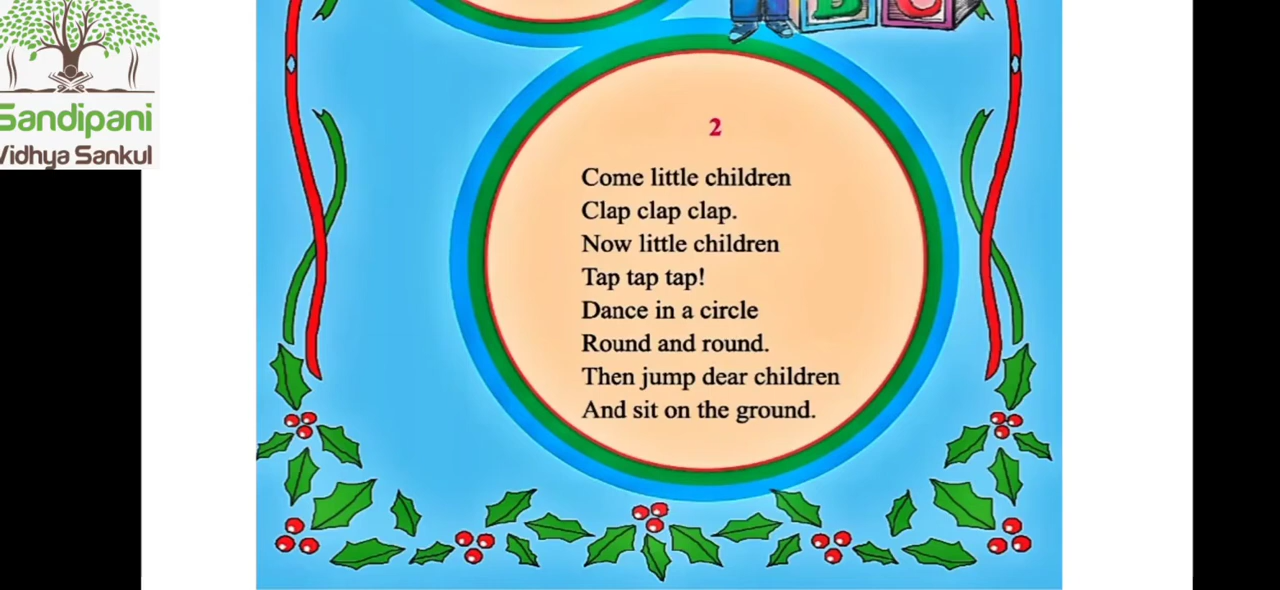 Sandipani
Vidhya Sankul
B C
2
Come little children
Clap clap clap.
Now little children
Tap tap tap!
Dance in a circle
Round and round.
Then jump dear children
And sit on the ground.